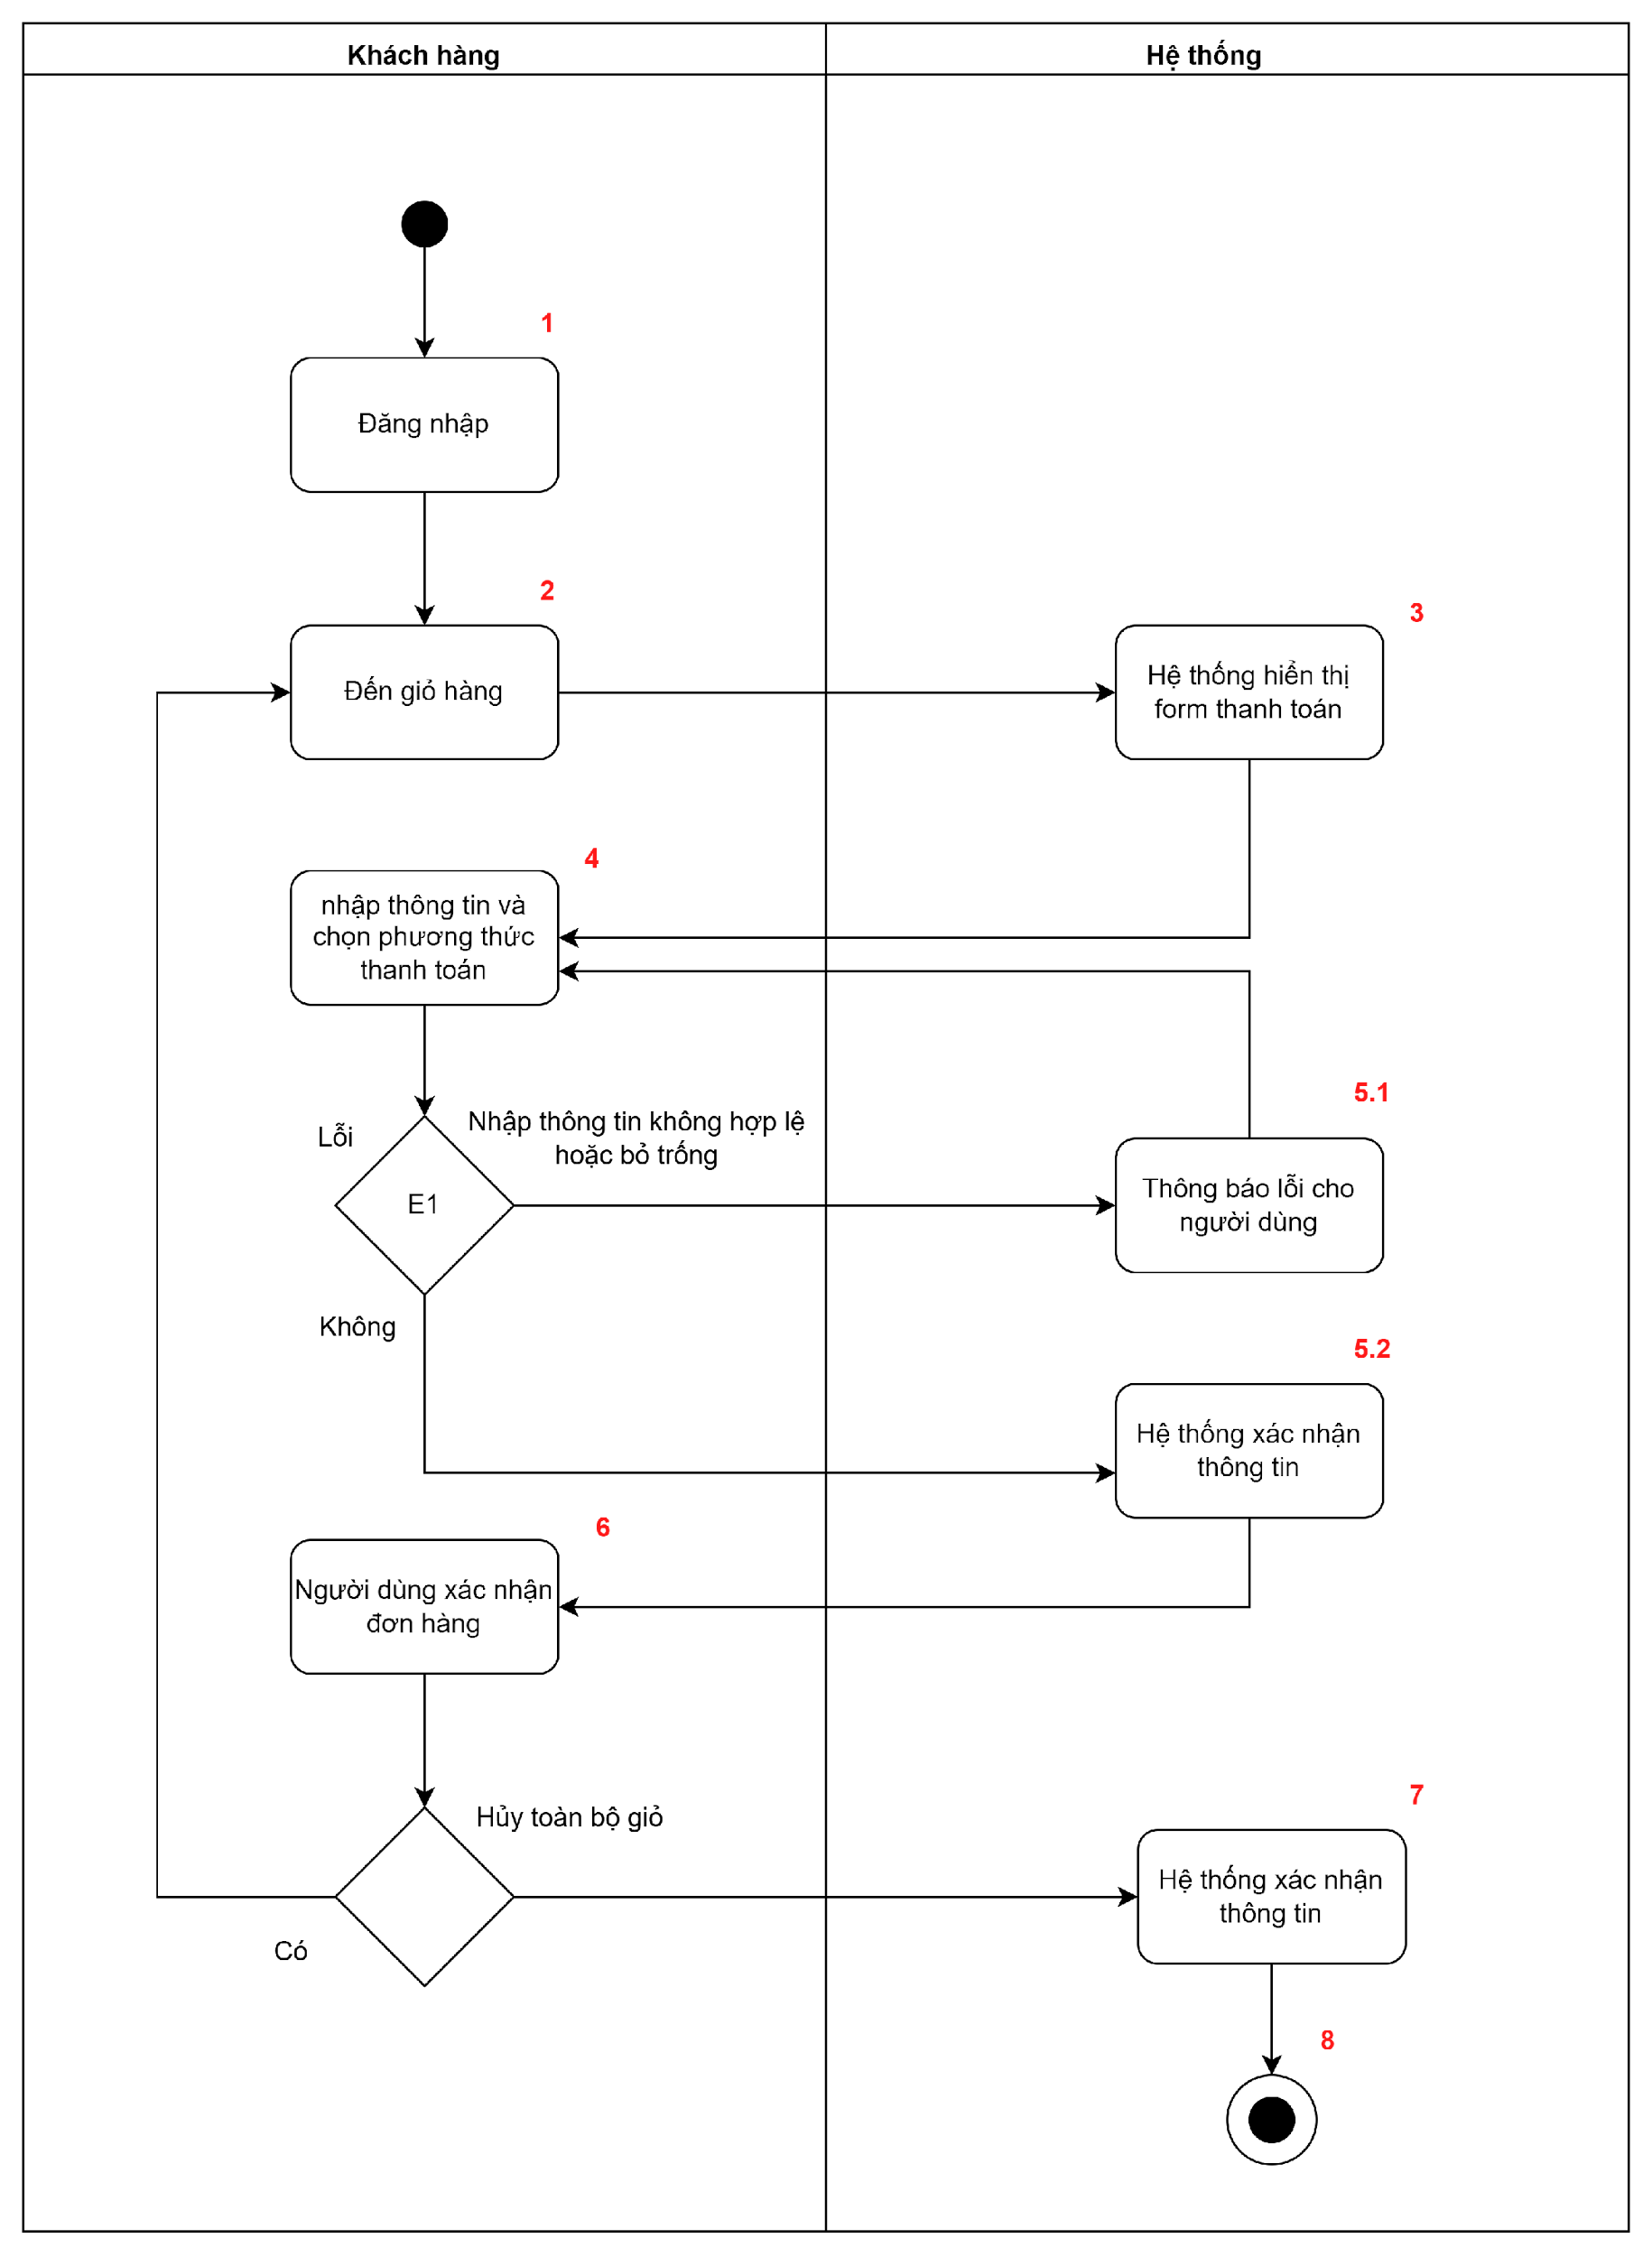 Khách hàng
Hệ thống
1
Đăng nhập
2
Đến giỏ hàng
3
Hệ thống hiển thị
form thanh toán
4
nhập thông tin và
chọn phương thức
thanh toán
Lỗi
Nhập thông tin không hợp lệ
hoặc bỏ trống
E1
5.1
Thông báo lỗi cho
người dùng
Không
5.2
Hệ thống xác nhận
thông tin
6
Người dùng xác nhận
đơn hàng
Hủy toàn bộ giỏ
Có
7
Hệ thống xác nhận
thông tin
8